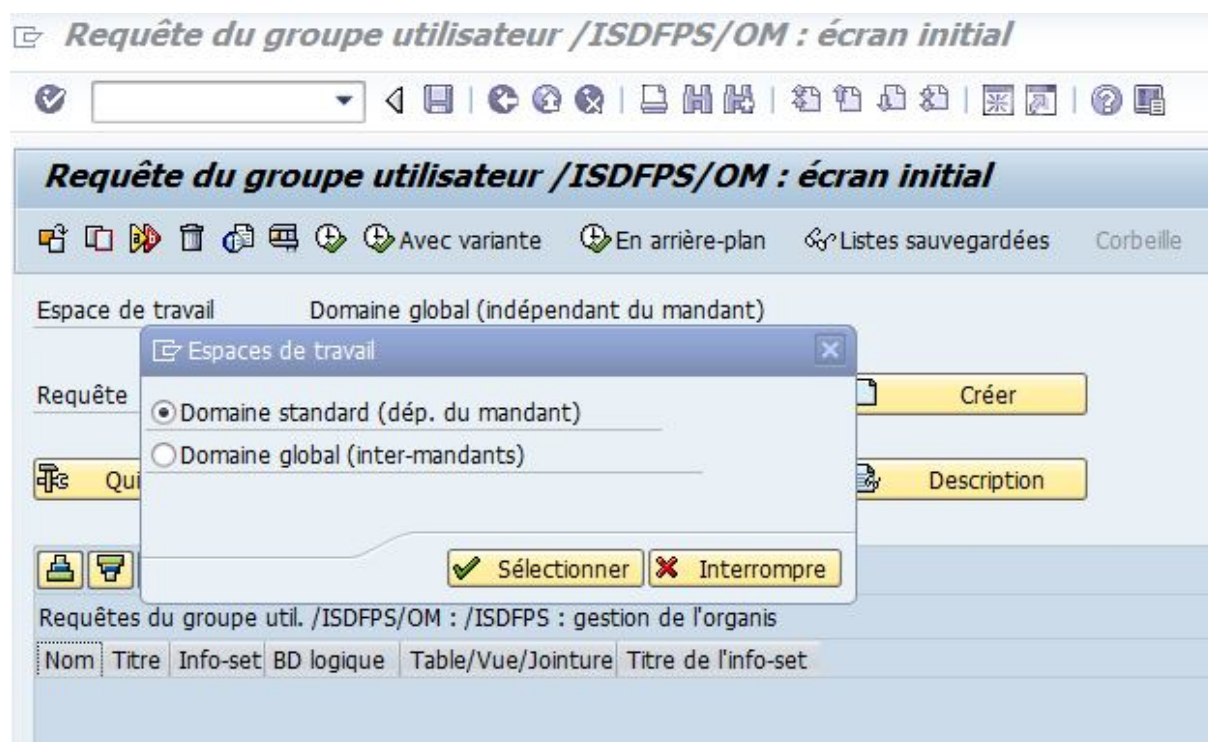 Requête du groupe utilisateur /ISDFPS/OM : écran initial
Requête du groupe utilisateur /ISDFPS/OM : écran initial
Avec variante En arrière-plan Listes sauvegardées Corbeille
Espace de travail Domaine global (indépendant du mandant)
Espaces de travail
Requête Créer
Domaine standard (dép. du mandant)
Domaine global (inter-mandants)
Qui Description
Sélectionner Interrompre
Requêtes du groupe util. /ISDFPS/OM : /ISDFPS : gestion de l'organis
Nom Titre Info-set BD logique Table/Vue/Jointure Titre de l'info-set